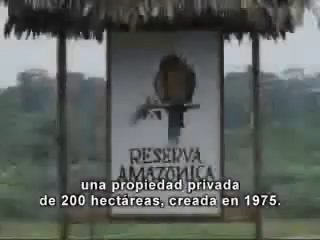 RESERVA
AMAZONICA
una propiedad privada
de 200 hectáreas, creada en 1975.